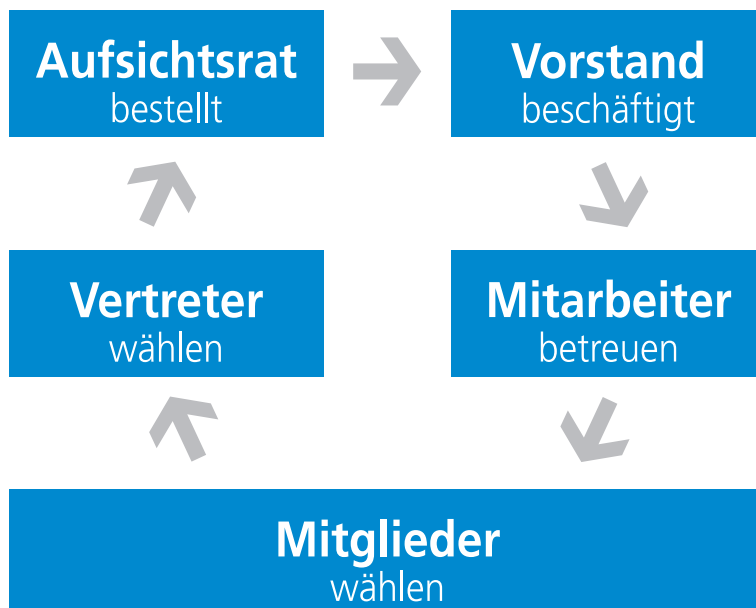 Aufsichtsrat
bestellt
Vorstand
beschäftigt
Vertreter
wählen
Mitarbeiter
betreuen
Mitglieder
wählen